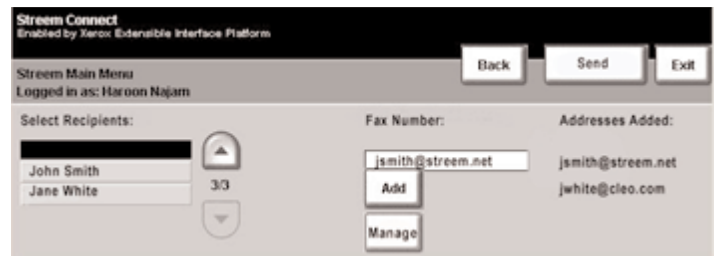 Streem Connect
Enabled by Xerox Extensible Interface Platform
Back Send Exit
Streem Main Menu
Logged in as: Haroon Najam
Select Recipients: Fax Number: Addresses Added:
jsmith@streem.net jsmith@streem.net
John Smith
Jane White 3/3 Add jwhite@cleo.com
Manage